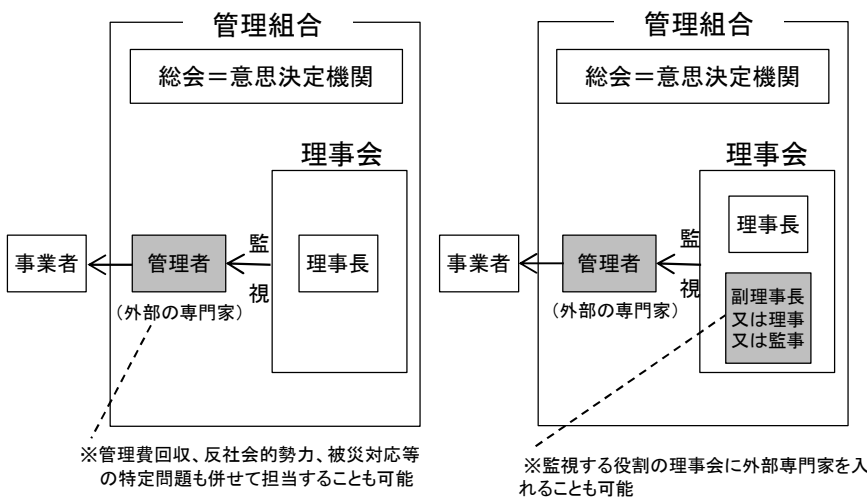 管理組合
総会＝意思決定機関
理事会
監
事業者
管理者
理事長
視
(外部の専門家)
※管理費回収、反社会的勢力、被災対応等
の特定問題も併せて担当することも可能
管理組合
総会＝意思決定機関
理事会
理事長
監
事業者
管理者
視
(外部の専門家)
副理事長
又は理事
又は監事
※監視する役割の理事会に外部専門家を入
れることも可能